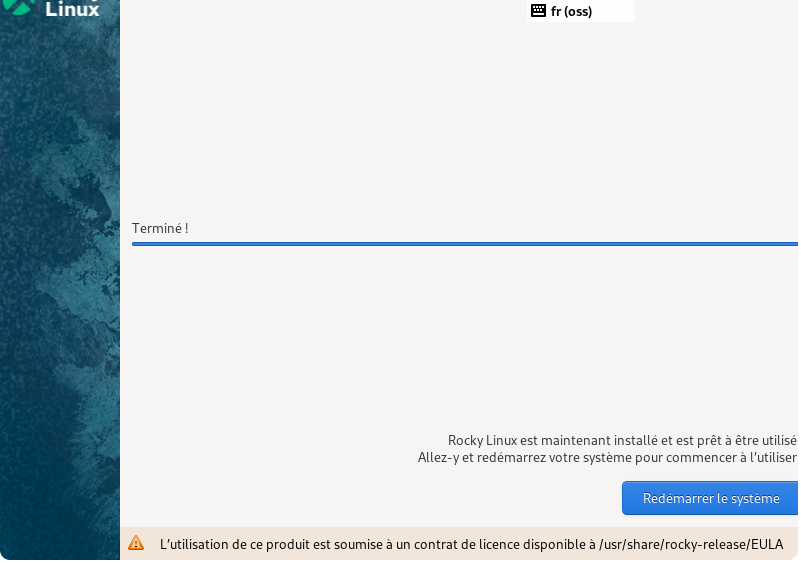 Linux
fr (oss)
Terminé !
Rocky Linux est maintenant installé et est prêt à être utilisé
Allez-y et redémarrez votre système pour commencer à l'utiliser
Redémarrer le système
L'utilisation de ce produit est soumise à un contrat de licence disponible à /usr/share/rocky-release/EULA